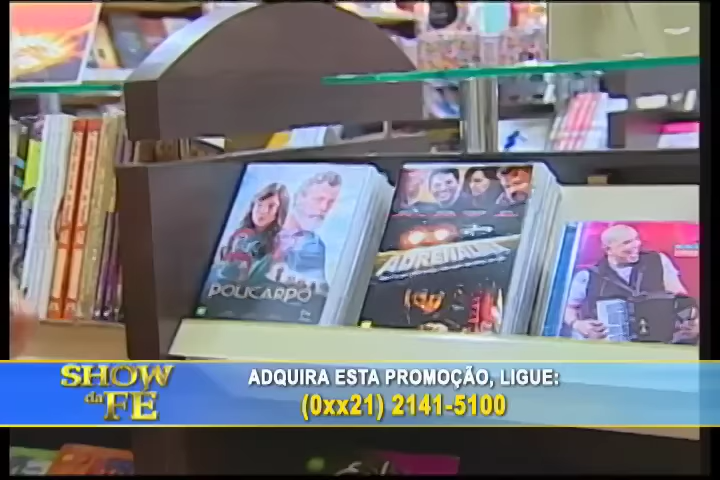 POLICARPO
ADRENALINA
SHOW
da
FÉ
ADQUIRA ESTA PROMOÇÃO, LIGUE:
(0xx21) 2141-5100